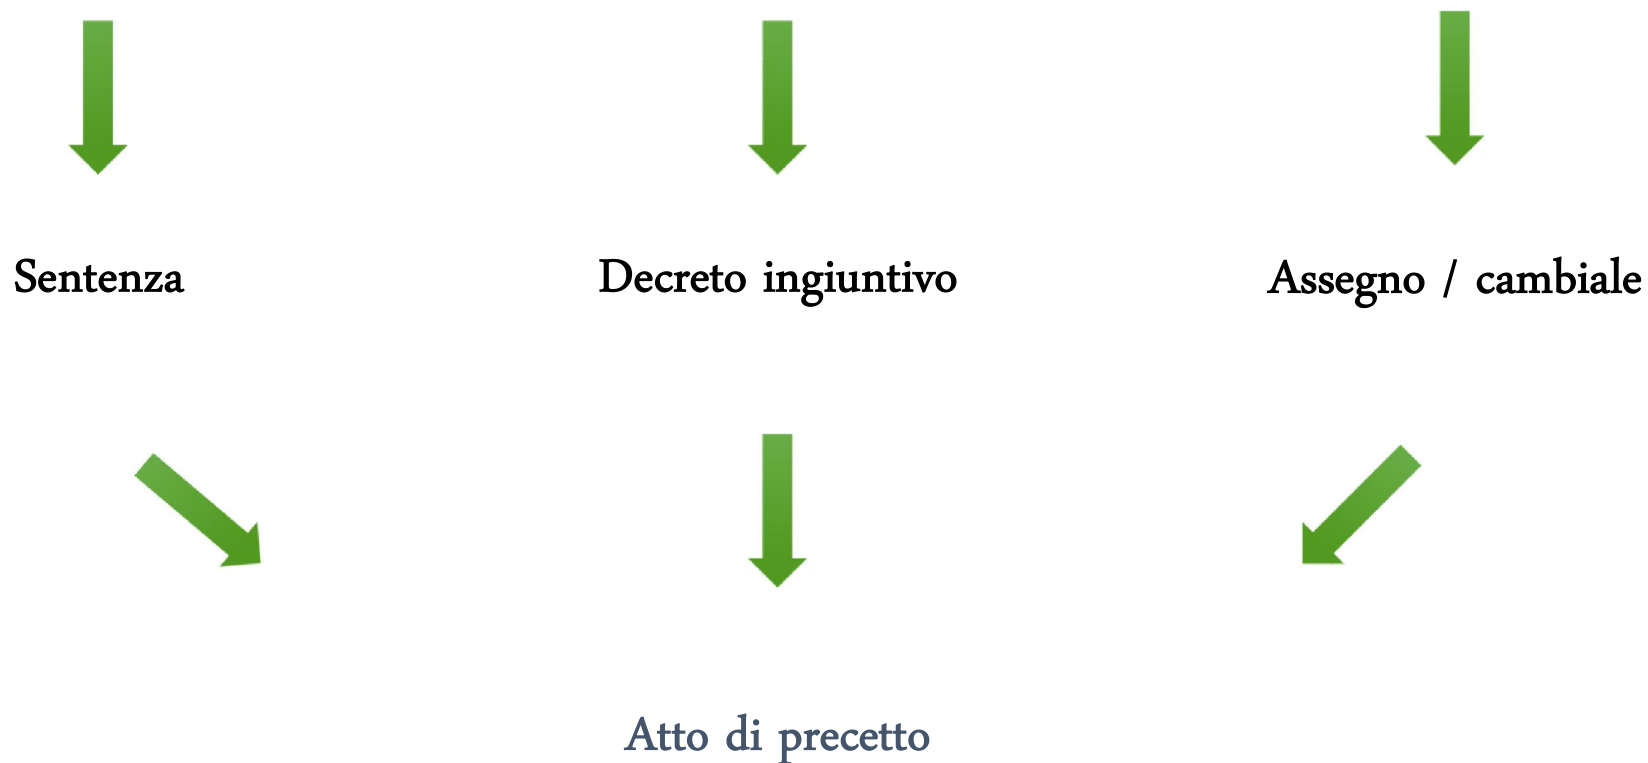 Sentenza
Decreto ingiuntivo
Assegno / cambiale
Atto di precetto